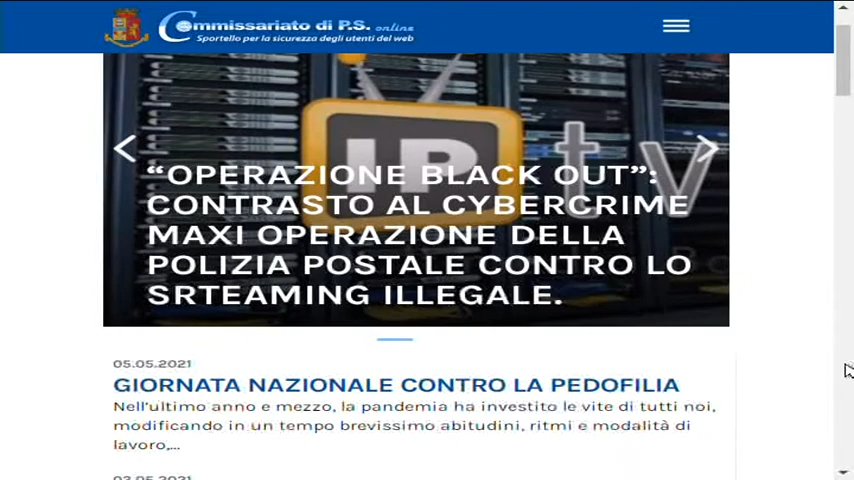 Commissariato di P.S. online
Sportello per la sicurezza degli utenti del web
IP
tv
“OPERAZIONE BLACK OUT”:
CONTRASTO AL CYBERCRIME
MAXI OPERAZIONE DELLA
POLIZIA POSTALE CONTRO LO
SRTEAMING ILLEGALE.
05.05.2021
GIORNATA NAZIONALE CONTRO LA PEDOFILIA
Nell'ultimo anno e mezzo, la pandemia ha investito le vite di tutti noi,
modificando in un tempo brevissimo abitudini, ritmi e modalità di
lavoro,...